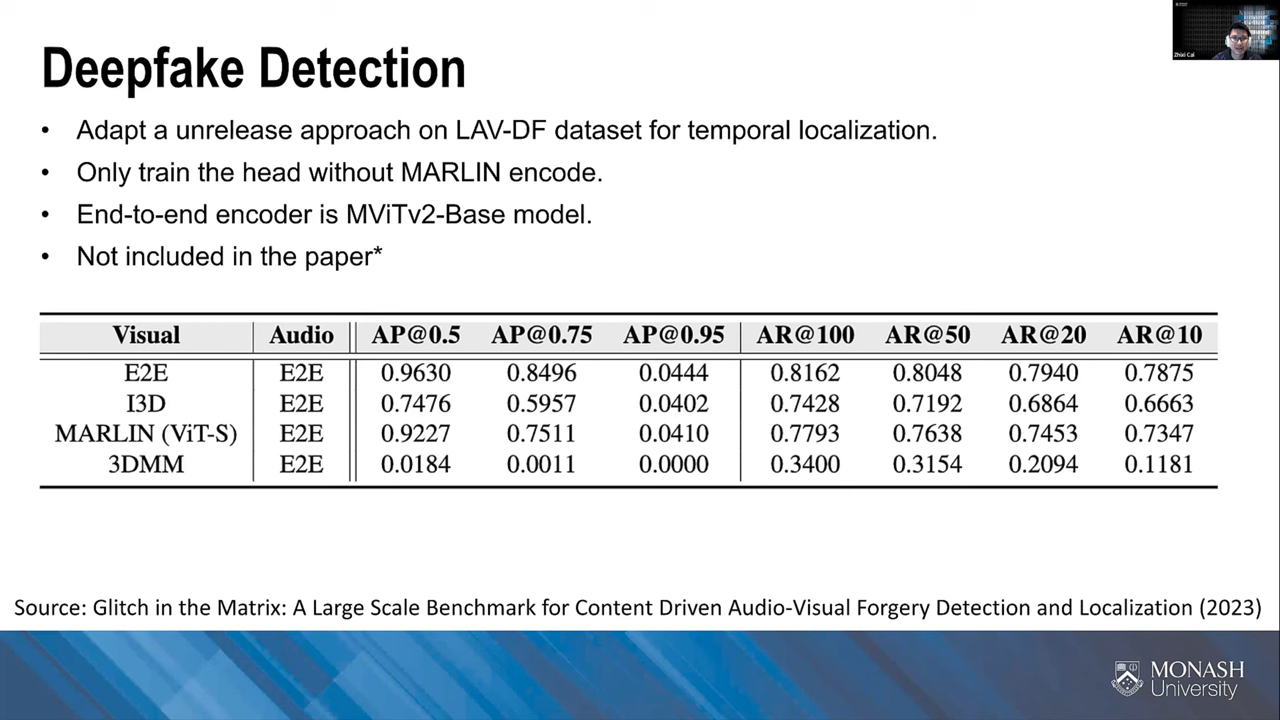 Deepfake Detection
• Adapt a unrelease approach on LAV-DF dataset for temporal localization.
• Only train the head without MARLIN encode.
• End-to-end encoder is MViTv2-Base model.
• Not included in the paper*
Visual Audio AP@0.5 AP@0.75 AP@0.95 AR@100 AR@50 AR@20 AR@10
E2E E2E 0.9630 0.8496 0.0444 0.8162 0.8048 0.7940 0.7875
I3D E2E 0.7476 0.5957 0.0402 0.7428 0.7192 0.6864 0.6663
MARLIN (ViT-S) E2E 0.9227 0.7511 0.0410 0.7793 0.7638 0.7453 0.7347
3DMM E2E 0.0184 0.0011 0.0000 0.3400 0.3154 0.2094 0.1181
Source: Glitch in the Matrix: A Large Scale Benchmark for Content Driven Audio-Visual Forgery Detection and Localization (2023)
MONASH
University
Zhixi Cai